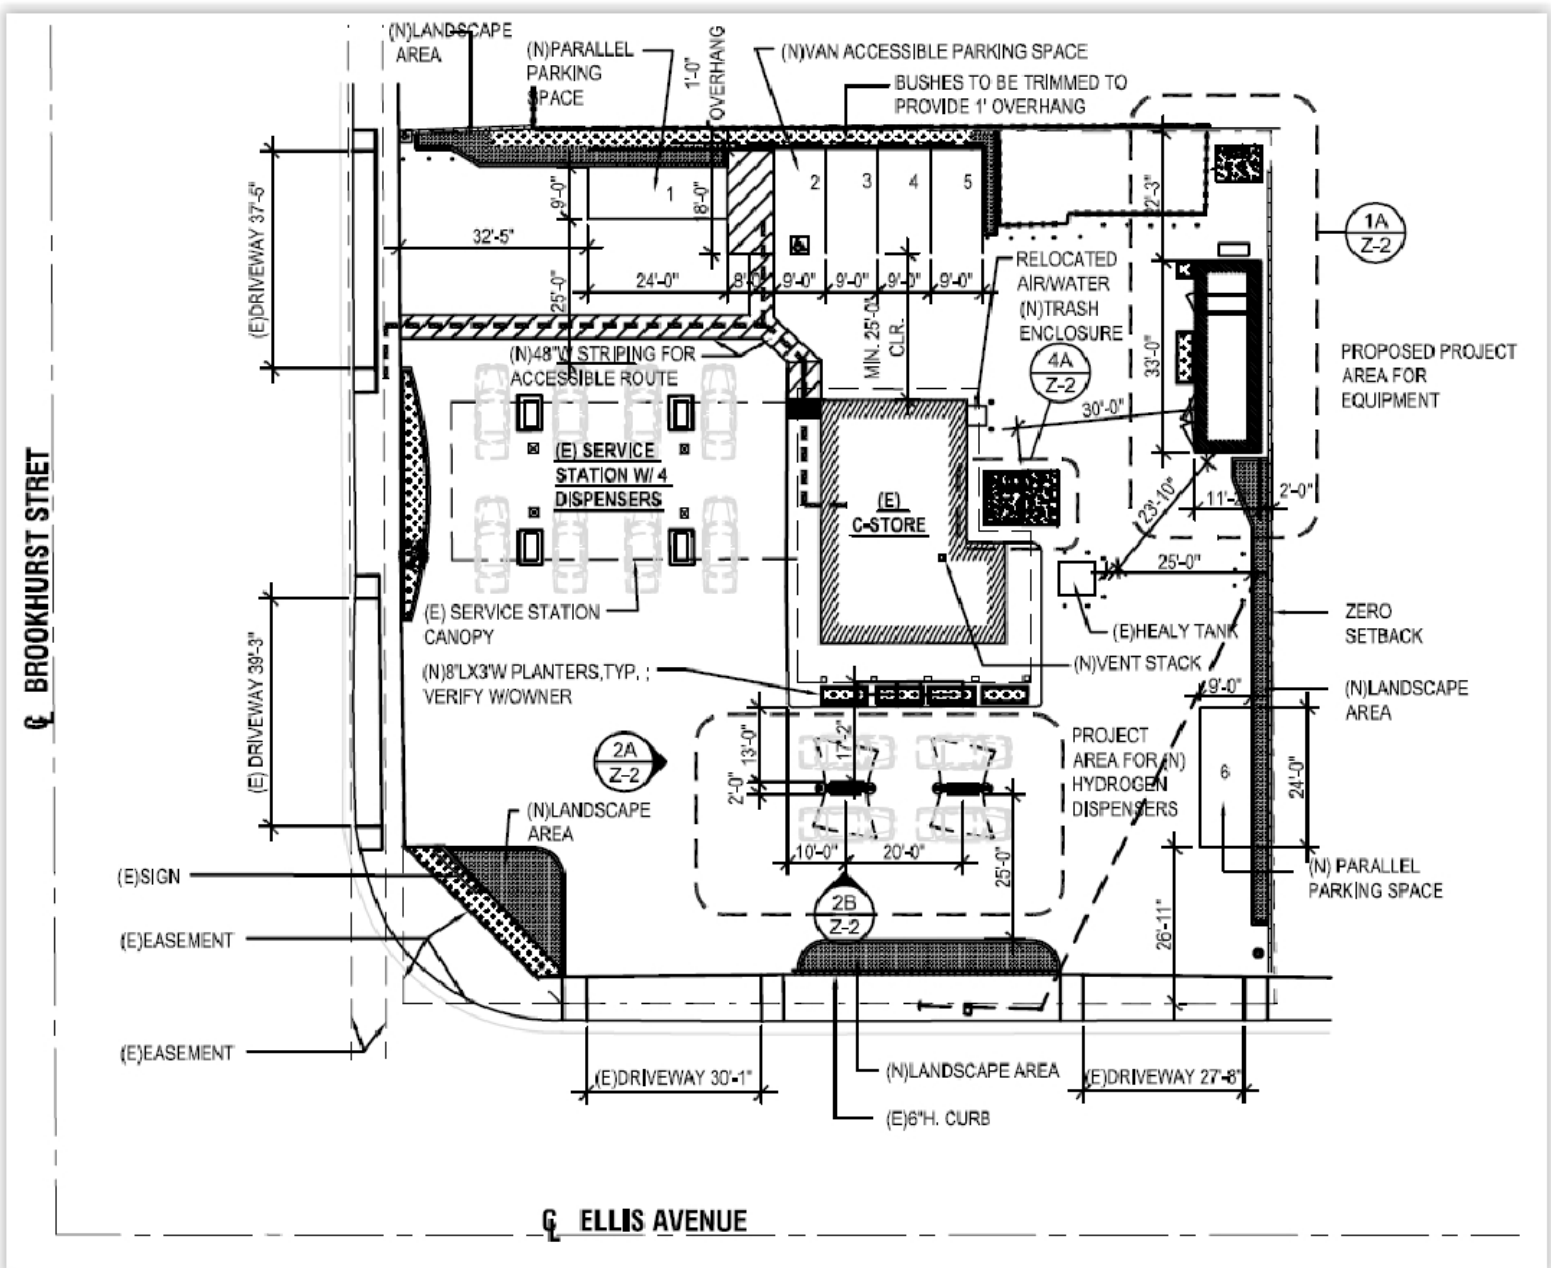 (N)LANDSCAPE
AREA
(N)PARALLEL
PARKING
SPACE
1'-0"
OVERHANG
(N)VAN ACCESSIBLE PARKING SPACE
BUSHES TO BE TRIMMED TO
PROVIDE 1' OVERHANG
(E)DRIVEWAY 37'-5"
9'-0"
1
18'-0"
2
3
4
5
1A
Z-2
32'-5"
24'-0"
25'-0"
9'-0"
9'-0"
9'-0"
9'-0"
RELOCATED
AIR/WATER
(N)TRASH
ENCLOSURE
MIN. 25'-0"
CLR.
4A
Z-2
33'-0"
30'-0"
PROPOSED PROJECT
AREA FOR
EQUIPMENT
(N)48"W STRIPING FOR
ACCESSIBLE ROUTE
(E) SERVICE
STATION W/ 4
DISPENSERS
(E)
C-STORE
23'-10"
2'-0"
25'-0"
(E) SERVICE STATION
CANOPY
(E)HEALY TANK
ZERO
SETBACK
(N)VENT STACK
(N)8'LX3'W PLANTERS,TYP. ;
VERIFY W/OWNER
9'-0"
(N)LANDSCAPE
AREA
℄ BROOKHURST STRET
(E) DRIVEWAY 39'-3"
2A
Z-2
13'-0"
2'-0"
17'-2"
PROJECT
AREA FOR (N)
HYDROGEN
DISPENSERS
6
24'-0"
(N)LANDSCAPE
AREA
10'-0"
20'-0"
25'-0"
(N) PARALLEL
PARKING SPACE
(E)SIGN
2B
Z-2
26'-11"
(E)EASEMENT
(E)EASEMENT
(E)DRIVEWAY 30'-1"
(N)LANDSCAPE AREA
(E)DRIVEWAY 27'-8"
(E)6"H. CURB
℄ ELLIS AVENUE